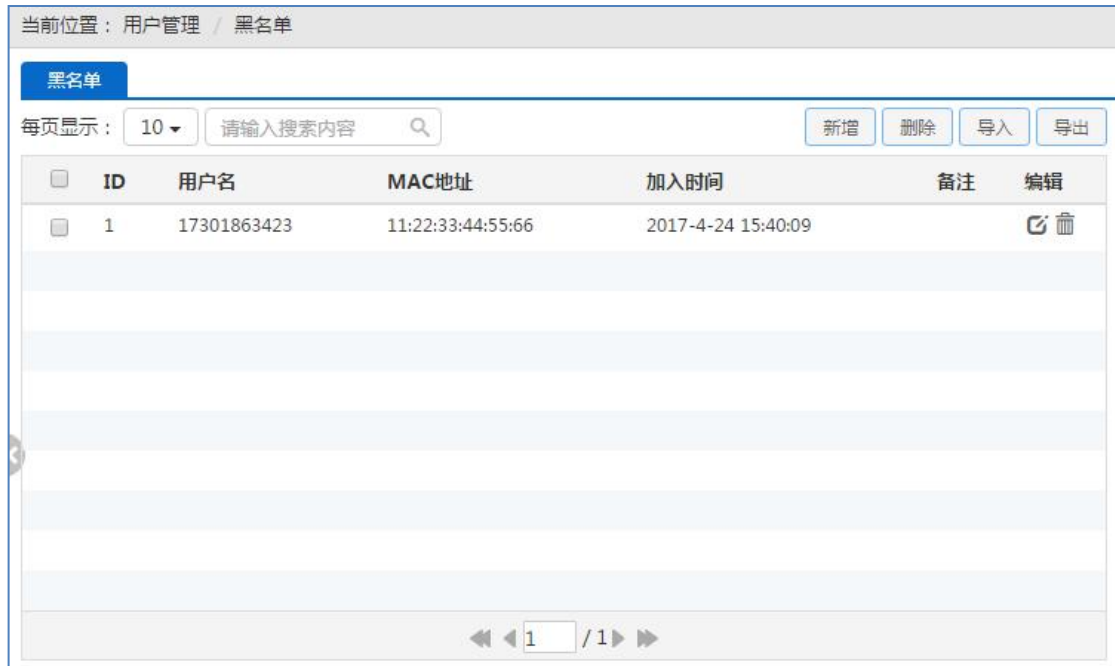 当前位置： 用户管理 / 黑名单
黑名单
每页显示： 10 请输入搜索内容 新增 删除 导入 导出
ID 用户名 MAC地址 加入时间 备注 编辑
1 17301863423 11:22:33:44:55:66 2017-4-24 15:40:09
1 / 1